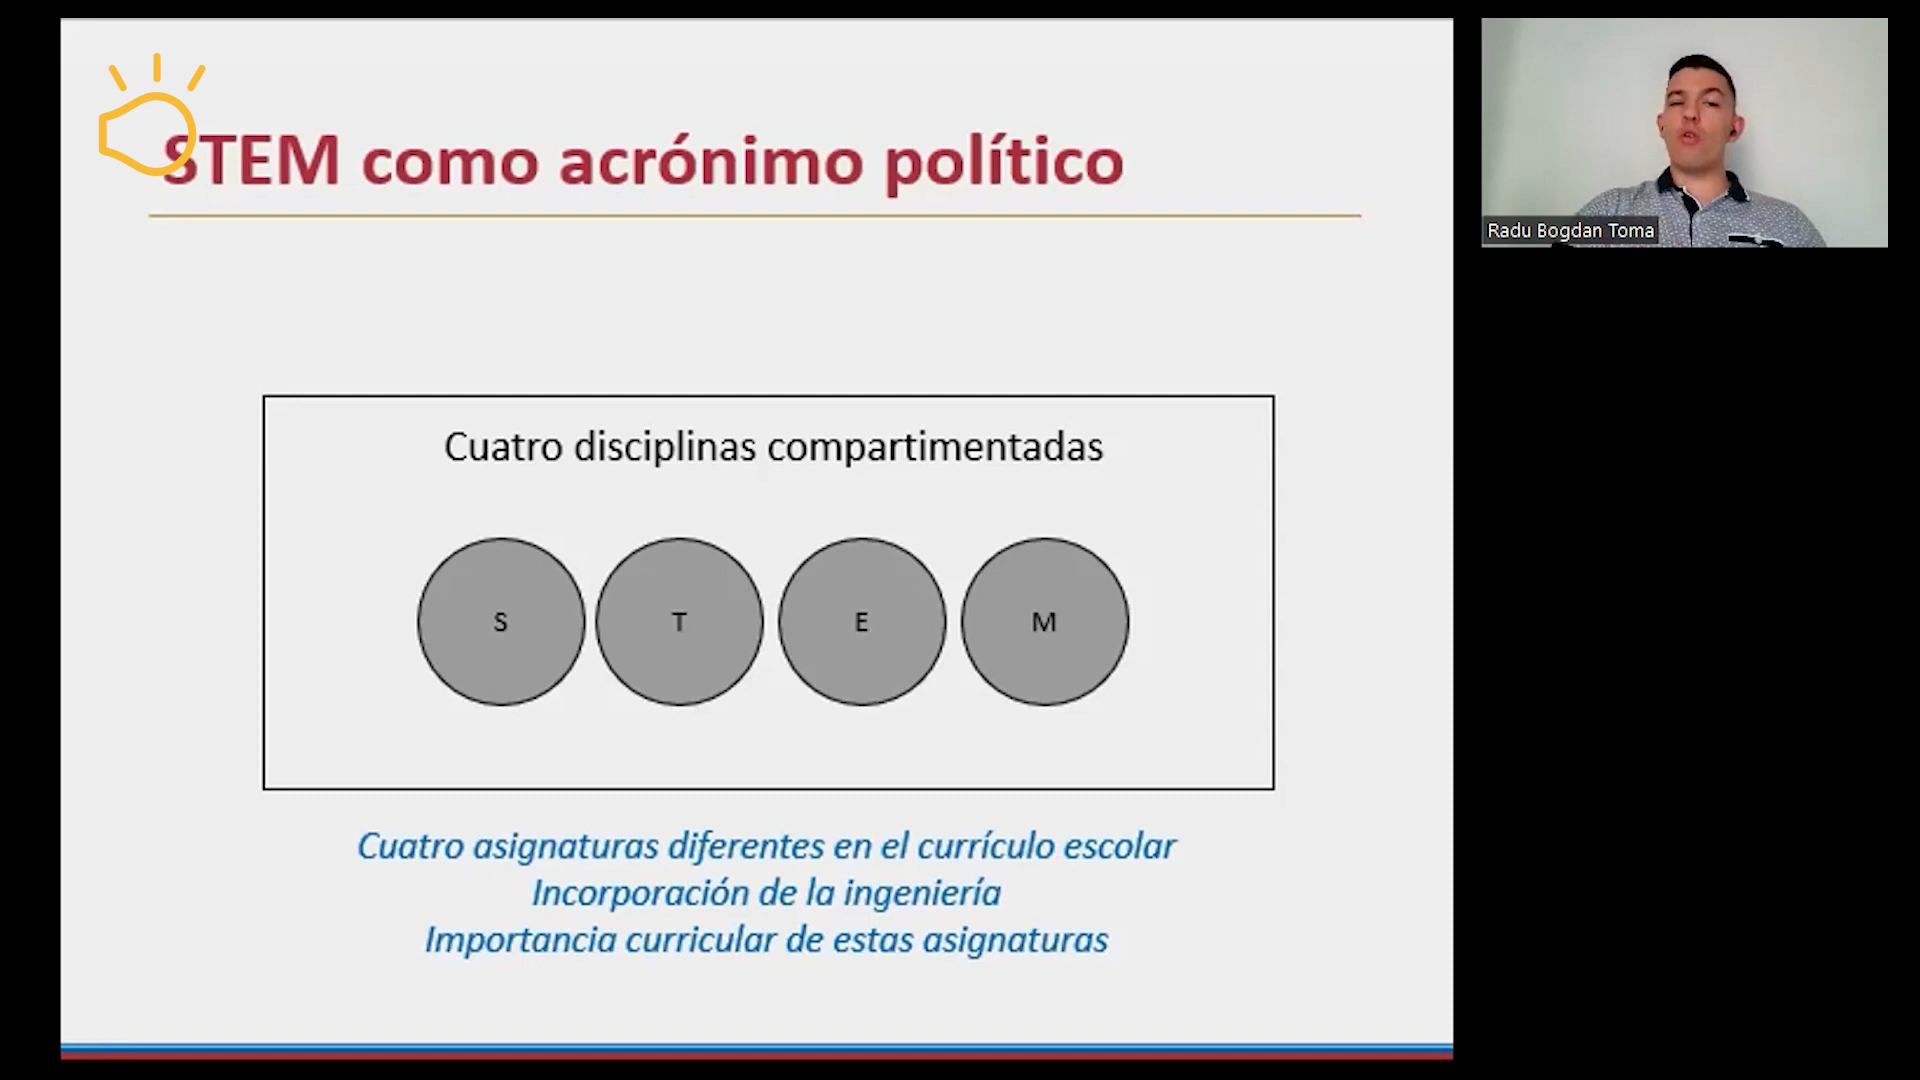 STEM como acrónimo político
Cuatro disciplinas compartimentadas
S T E M
Cuatro asignaturas diferentes en el currículo escolar
Incorporación de la ingeniería
Importancia curricular de estas asignaturas
Radu Bogdan Toma